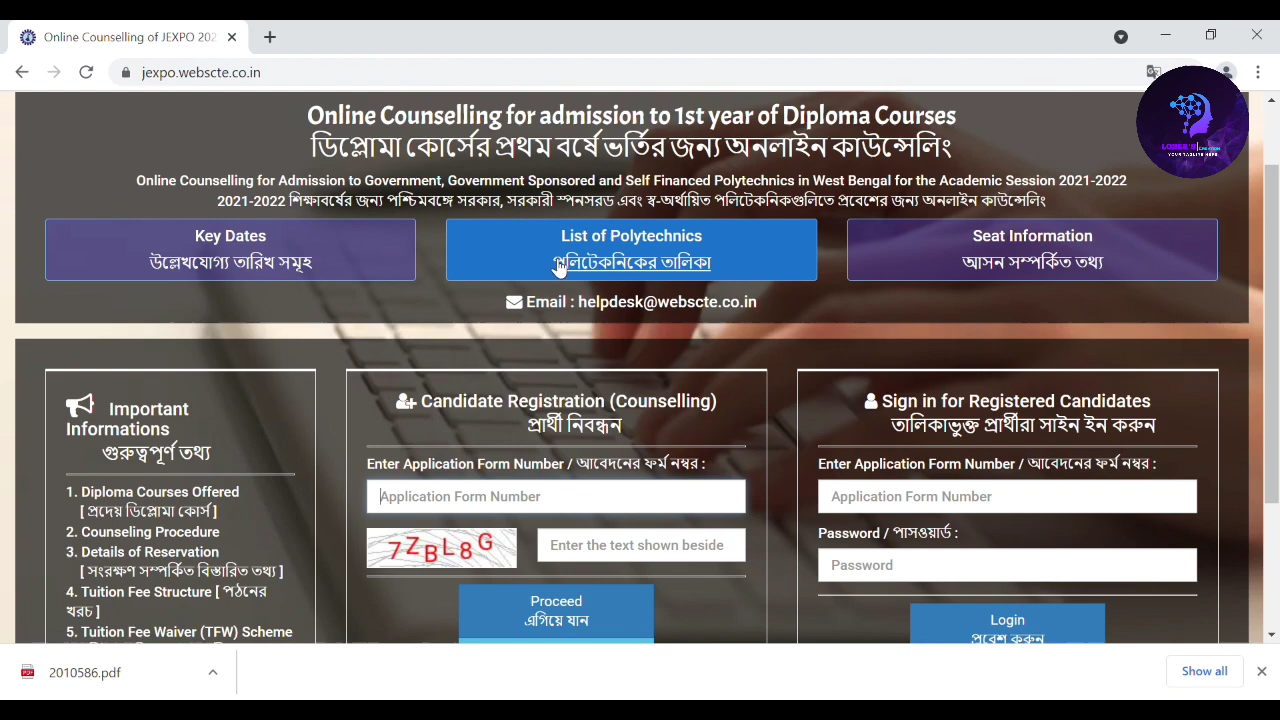 Online Counselling of JEXPO 202
jexpo.webscte.co.in
Online Counselling for admission to 1st year of Diploma Courses
ডিপ্লোমা কোর্সের প্রথম বর্ষে ভর্তির জন্য অনলাইন কাউন্সেলিং
Online Counselling for Admission to Government, Government Sponsored and Self Financed Polytechnics in West Bengal for the Academic Session 2021-2022
2021-2022 শিক্ষাবর্ষের জন্য পশ্চিমবঙ্গে সরকার, সরকারী স্পনসরড এবং স্ব-অর্থায়িত পলিটেকনিকগুলিতে প্রবেশের জন্য অনলাইন কাউন্সেলিং
Key Dates
উল্লেখযোগ্য তারিখ সমূহ
List of Polytechnics
পলিটেকনিকের তালিকা
Seat Information
আসন সম্পর্কিত তথ্য
Email : helpdesk@webscte.co.in
Important
Informations
গুরুত্বপূর্ণ তথ্য
1. Diploma Courses Offered
[ প্রদেয় ডিপ্লোমা কোর্স ]
2. Counseling Procedure
3. Details of Reservation
[ সংরক্ষণ সম্পর্কিত বিস্তারিত তথ্য ]
4. Tuition Fee Structure [ পঠনের
খরচ ]
5. Tuition Fee Waiver (TFW) Scheme
Candidate Registration (Counselling)
প্রার্থী নিবন্ধন
Enter Application Form Number / আবেদনের ফর্ম নম্বর :
Application Form Number
7ZBL8G
Enter the text shown beside
Proceed
এগিয়ে যান
Sign in for Registered Candidates
তালিকাভুক্ত প্রার্থীরা সাইন ইন করুন
Enter Application Form Number / আবেদনের ফর্ম নম্বর :
Application Form Number
Password / পাসওয়ার্ড :
Password
Login
প্রবেশ করুন
2010586.pdf
Show all
YOUR TAGLINE HERE